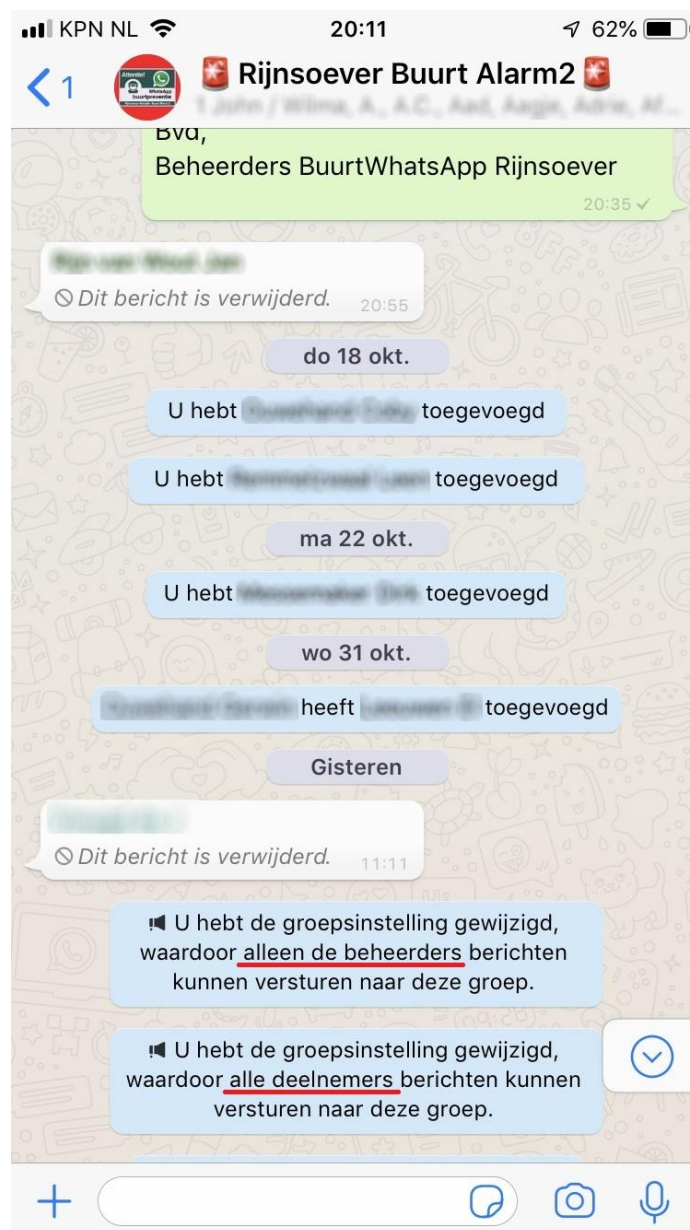 KPN NL 20:11 62%
1 🚨 Rijnsoever Buurt Alarm2 🚨
Attentie! WhatsApp
buurtpreventie
Bvd,
Beheerders BuurtWhatsApp Rijnsoever
20:35
Dit bericht is verwijderd. 20:55
do 18 okt.
U hebt toegevoegd
U hebt toegevoegd
ma 22 okt.
U hebt toegevoegd
wo 31 okt.
heeft toegevoegd
Gisteren
Dit bericht is verwijderd. 11:11
U hebt de groepsinstelling gewijzigd,
waardoor alleen de beheerders berichten
kunnen versturen naar deze groep.
U hebt de groepsinstelling gewijzigd,
waardoor alle deelnemers berichten kunnen
versturen naar deze groep.